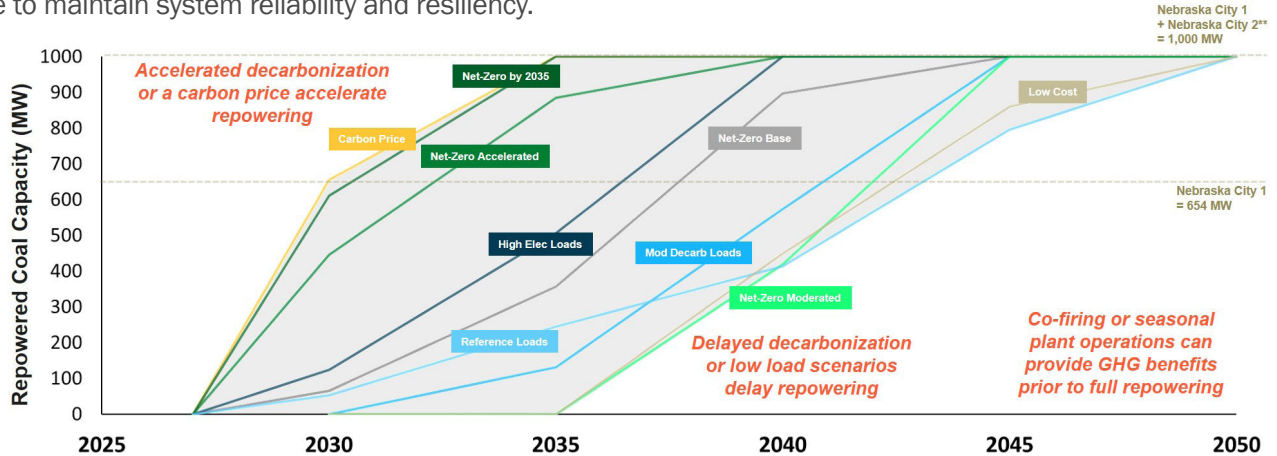 e to maintain system reliability and resiliency.
Nebraska City 1
+ Nebraska City 2**
= 1,000 MW
Repowered Coal Capacity (MW)
1000
900
800
700
600
500
400
300
200
100
0
Accelerated decarbonization
or a carbon price accelerate
repowering
Net-Zero by 2035
Carbon Price
Net-Zero Accelerated
Net-Zero Base
Low Cost
Nebraska City 1
= 654 MW
High Elec Loads
Mod Decarb Loads
Net-Zero Moderated
Reference Loads
Delayed decarbonization
or low load scenarios
delay repowering
Co-firing or seasonal
plant operations can
provide GHG benefits
prior to full repowering
2025
2030
2035
2040
2045
2050